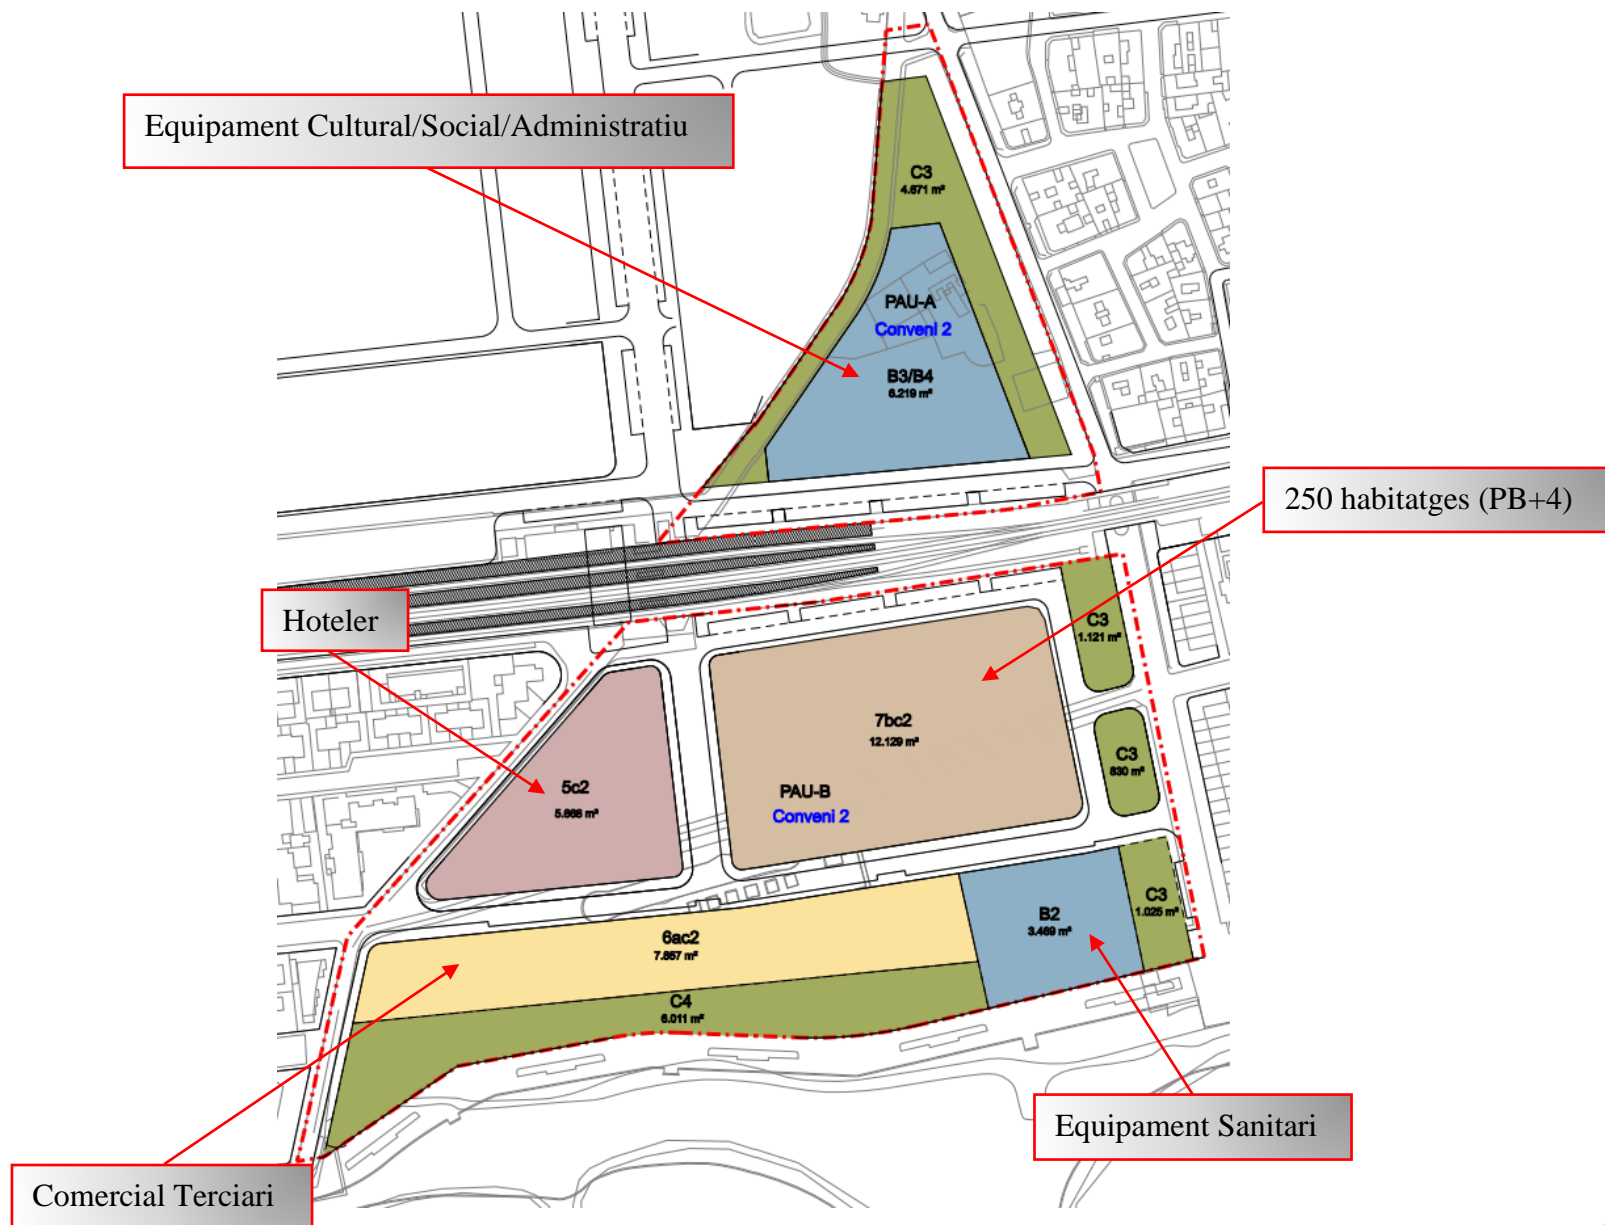 Equipament Cultural/Social/Administratiu
C3
4.671 m²
PAU-A
Conveni 2
B3/B4
6.219 m²
250 habitatges (PB+4)
Hoteler
C3
1.121 m²
7bc2
12.129 m²
C3
830 m²
5c2
5.868 m²
PAU-B
Conveni 2
C3
1.025 m²
B2
3.469 m²
6ac2
7.857 m²
C4
6.011 m²
Equipament Sanitari
Comercial Terciari